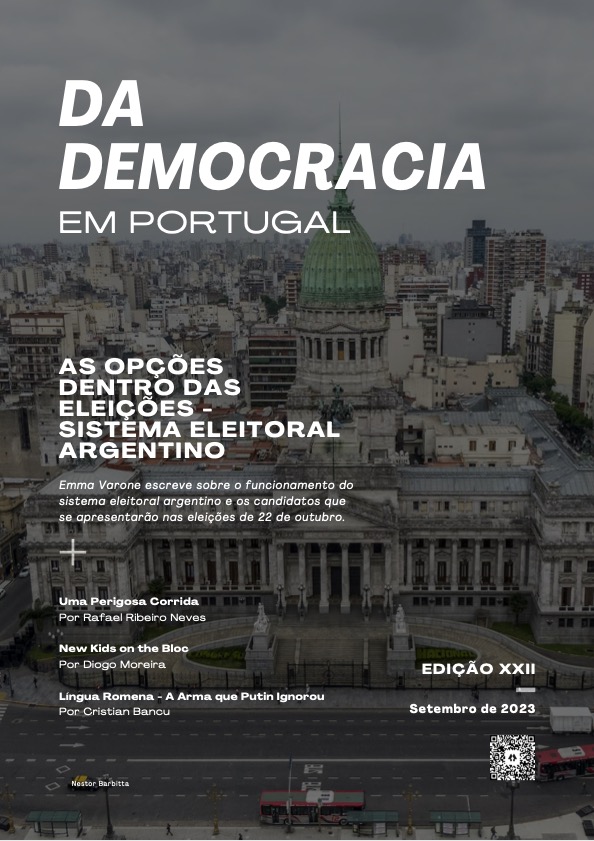 DA
DEMOCRACIA
EM PORTUGAL
AS OPÇÕES
DENTRO DAS
ELEIÇÕES -
SISTEMA ELEITORAL
ARGENTINO
Emma Varone escreve sobre o funcionamento do
sistema eleitoral argentino e os candidatos que
se apresentarão nas eleições de 22 de outubro.
Uma Perigosa Corrida
Por Rafael Ribeiro Neves
New Kids on the Bloc
Por Diogo Moreira
Língua Romena - A Arma que Putin Ignorou
Por Cristian Bancu
EDIÇÃO XXII
Setembro de 2023
Nestor Barbitta